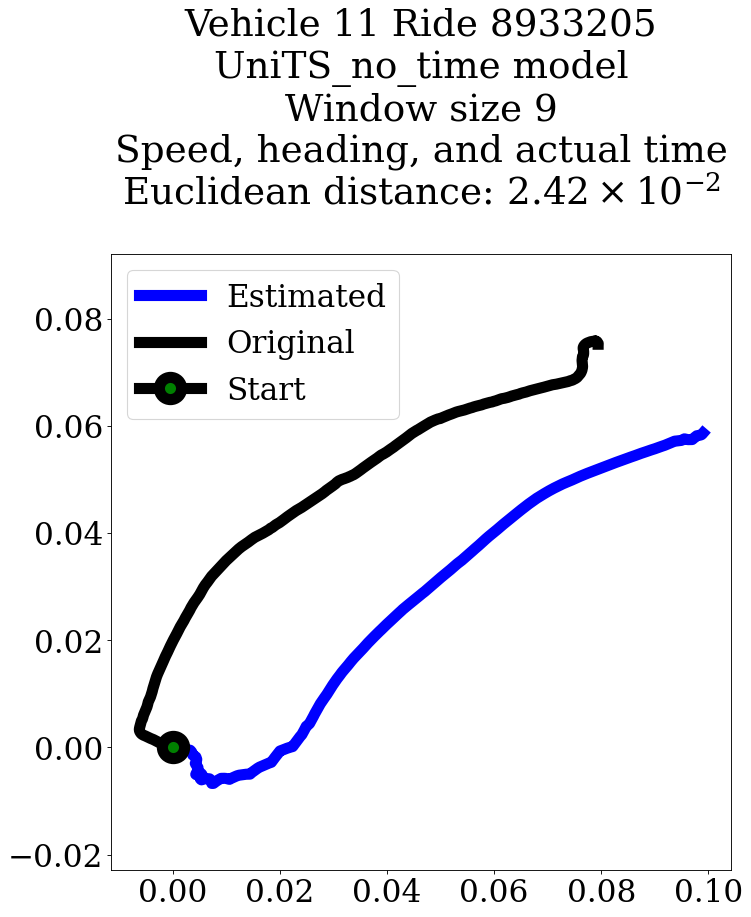 Vehicle 11 Ride 8933205
UniTS_no_time model
Window size 9
Speed, heading, and actual time
Euclidean distance: 2.42 × 10⁻²
Estimated
Original
Start
0.08
0.06
0.04
0.02
0.00
−0.02
0.00 0.02 0.04 0.06 0.08 0.10